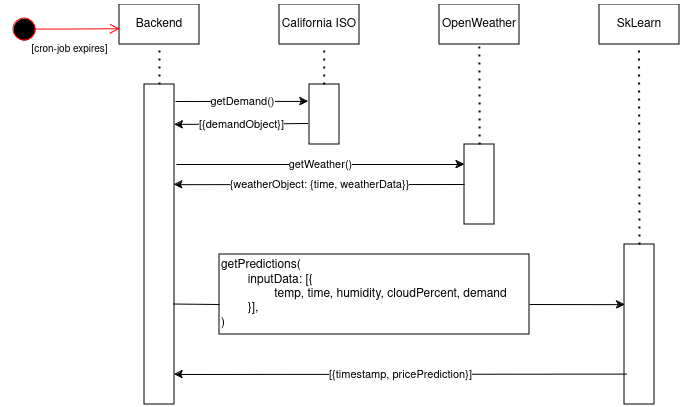 Backend
California ISO
OpenWeather
SkLearn
[cron-job expires]
getDemand()
[{demandObject}]
getWeather()
{weatherObject: {time, weatherData}}
getPredictions(
inputData: [{
temp, time, humidity, cloudPercent, demand
}],
)
[{timestamp, pricePrediction}]